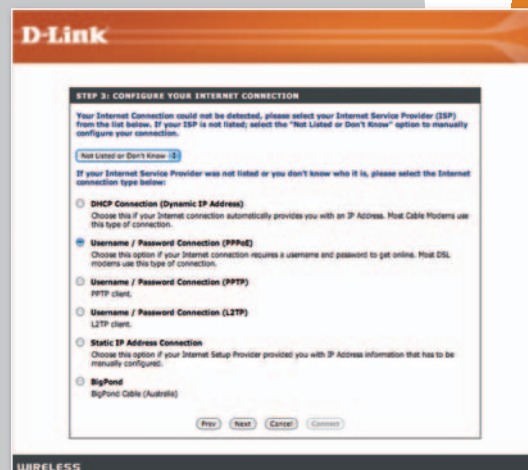 D-Link
STEP 3: CONFIGURE YOUR INTERNET CONNECTION
Your Internet Connection could not be detected, please select your Internet Service Provider (ISP)
from the list below. If your ISP is not listed; select the "Not Listed or Don't Know" option to manually
configure your connection.
Not Listed or Don't Know
If your Internet Service Provider was not listed or you don't know who it is, please select the Internet
connection type below:
DHCP Connection (Dynamic IP Address)
Choose this if your Internet connection automatically provides you with an IP Address. Most Cable Modems use
this type of connection.
Username / Password Connection (PPPoE)
Choose this option if your Internet connection requires a username and password to get online. Most DSL
modems use this type of connection.
Username / Password Connection (PPTP)
PPTP client.
Username / Password Connection (L2TP)
L2TP client.
Static IP Address Connection
Choose this option if your Internet Setup Provider provided you with IP Address information that has to be
manually configured.
BigPond
BigPond Cable (Australia)
Prev Next Cancel Connect
WIRELESS